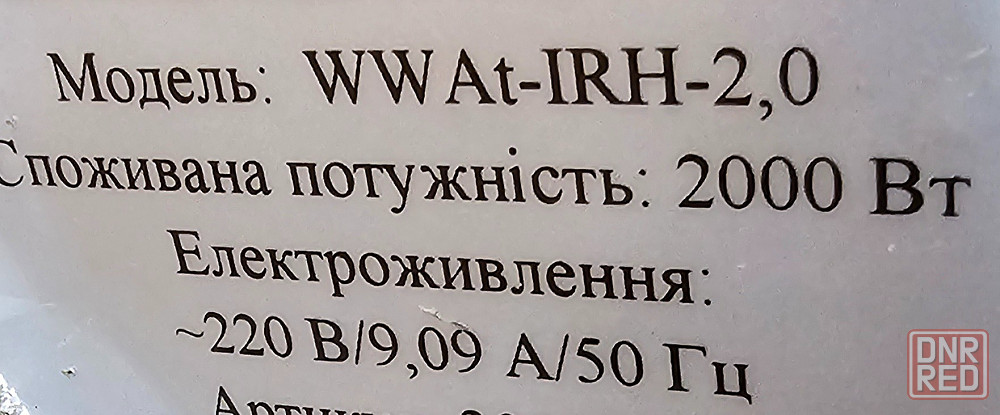 Модель: WWAt-IRH-2,0
Споживана потужність: 2000 Вт
Електроживлення:
~220 В/9,09 А/50 Гц
DNR
RED